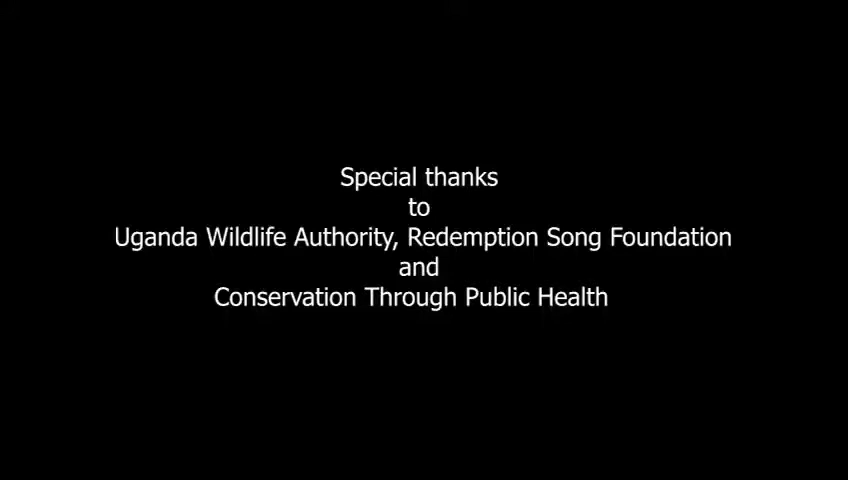 Special thanks
to
Uganda Wildlife Authority, Redemption Song Foundation
and
Conservation Through Public Health